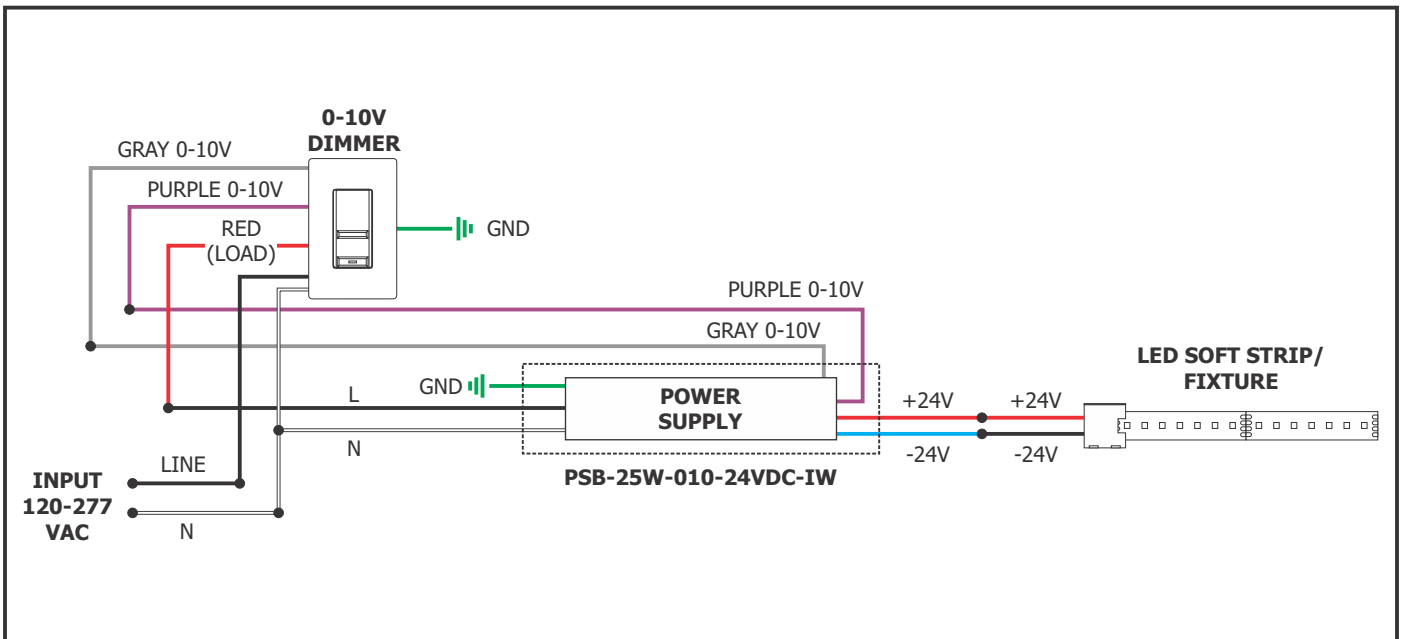 0-10V
DIMMER
GRAY 0-10V
PURPLE 0-10V
RED
(LOAD)
GND
PURPLE 0-10V
GRAY 0-10V
LED SOFT STRIP/
FIXTURE
GND
L
POWER
SUPPLY
+24V
+24V
N
-24V
-24V
LINE
PSB-25W-010-24VDC-IW
INPUT
120-277
VAC
N